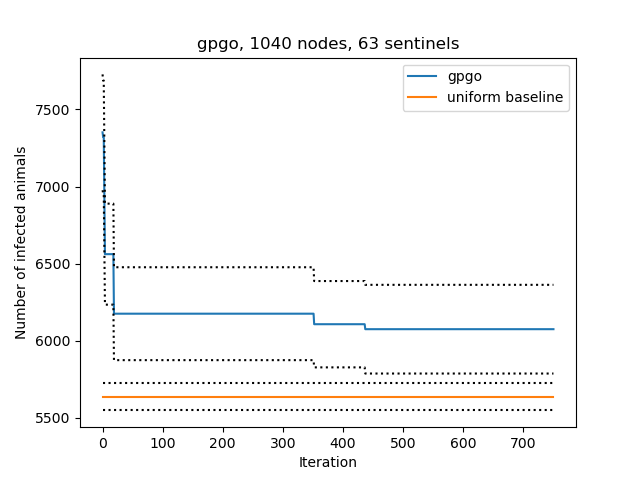 gpgo, 1040 nodes, 63 sentinels
gpgo
uniform baseline
Number of infected animals
7500
7000
6500
6000
5500
0 100 200 300 400 500 600 700
Iteration